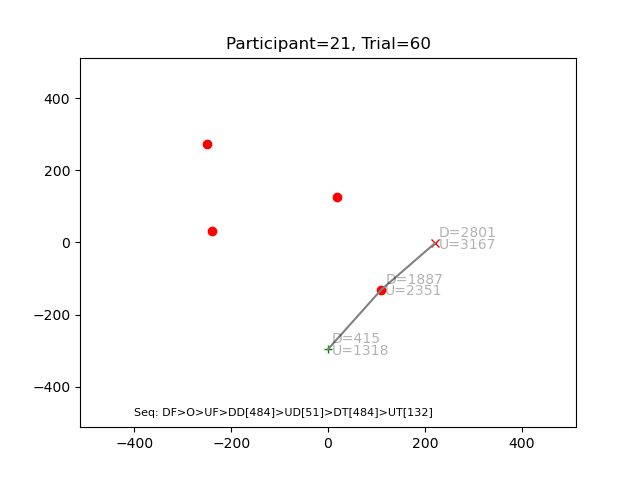 Participant=21, Trial=60
400
200
0
−200
−400
D=2801
U=3167
D=1887
U=2351
D=415
U=1318
Seq: DF>O>UF>DD[484]>UD[51]>DT[484]>UT[132]
−400 −200 0 200 400